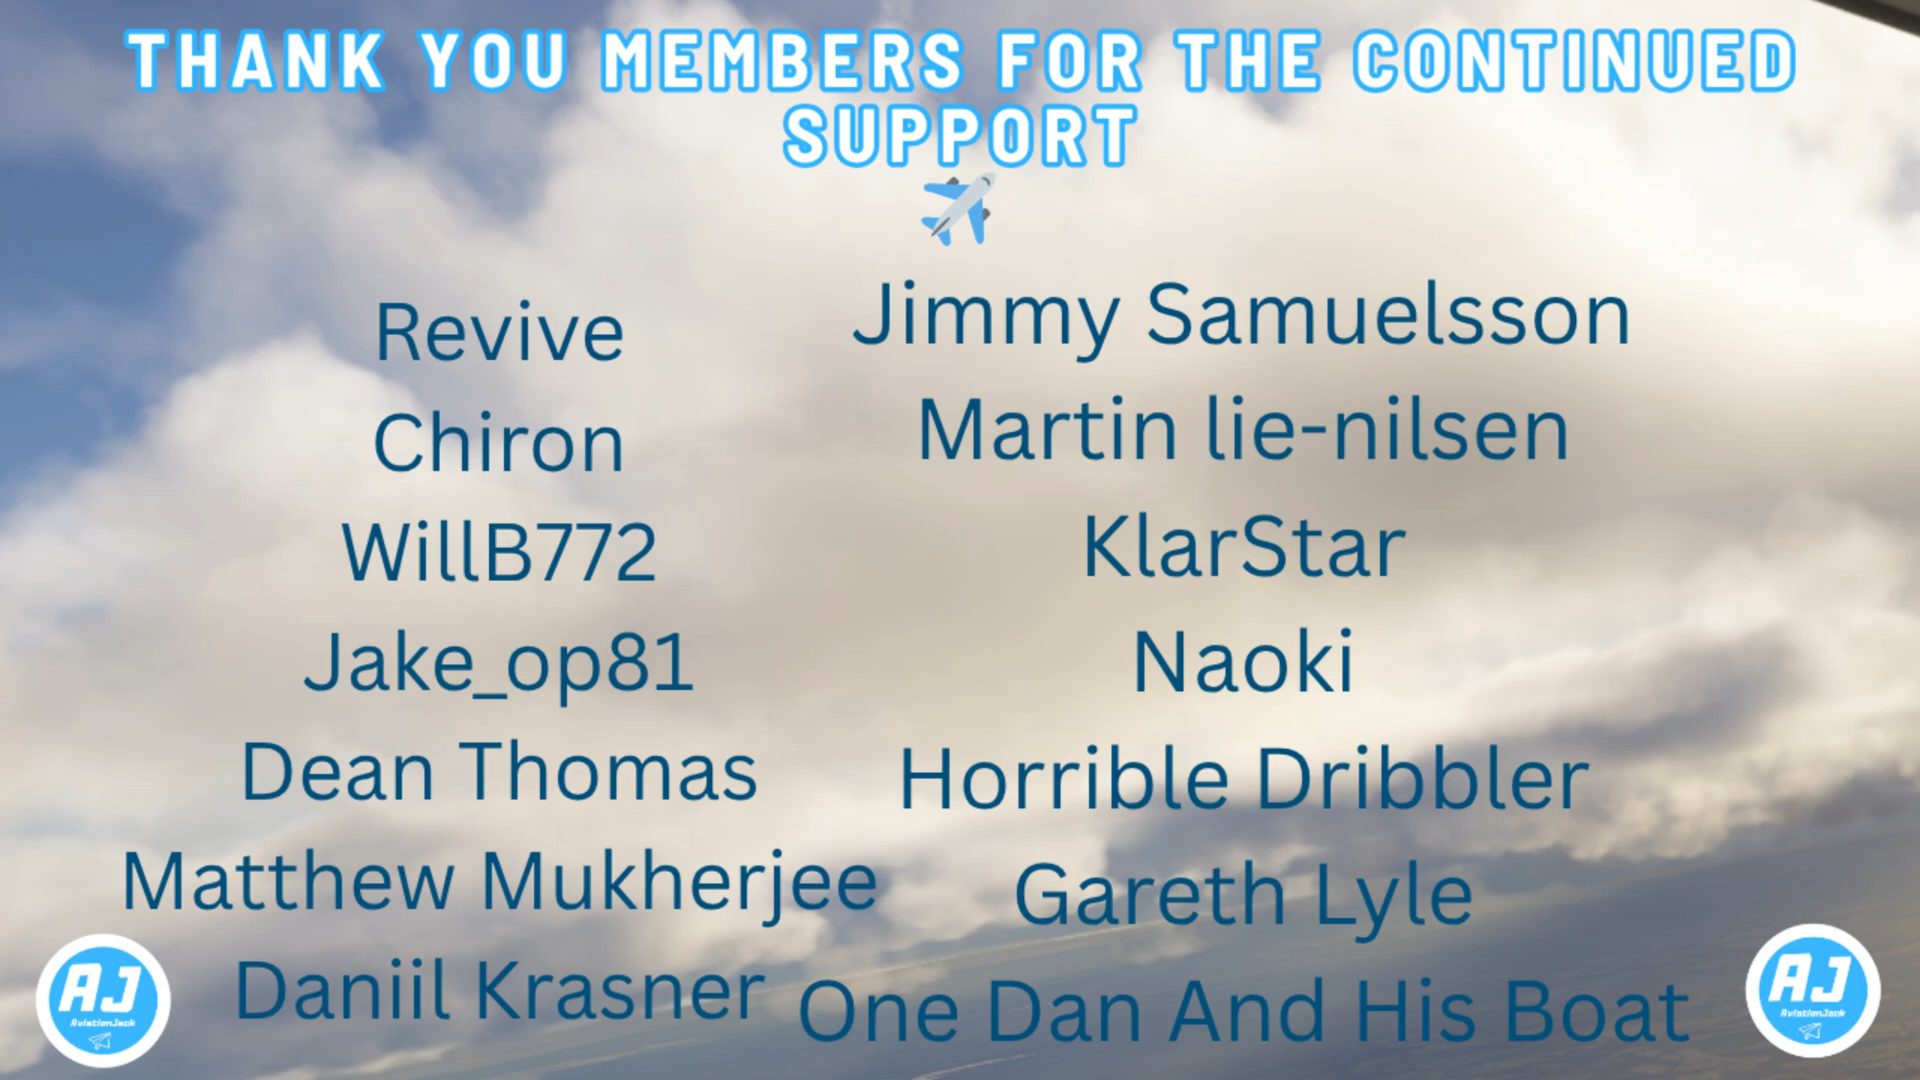 THANK YOU MEMBERS FOR THE CONTINUED
SUPPORT
Revive
Chiron
WillB772
Jake_op81
Dean Thomas
Matthew Mukherjee
Daniil Krasner
Jimmy Samuelsson
Martin lie-nilsen
KlarStar
Naoki
Horrible Dribbler
Gareth Lyle
One Dan And His Boat
AJ
AviationJack
AJ
AviationJack